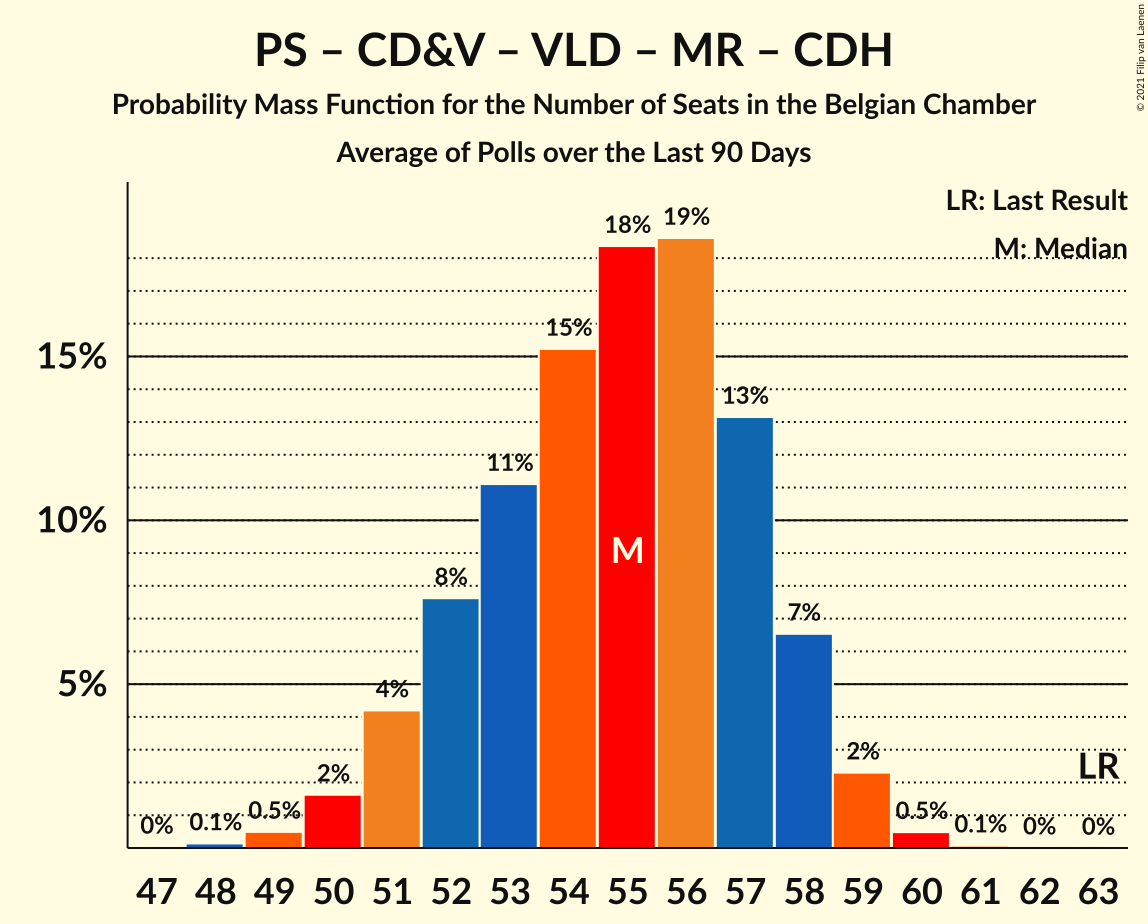 PS – CD&V – VLD – MR – CDH
Probability Mass Function for the Number of Seats in the Belgian Chamber
Average of Polls over the Last 90 Days
© 2021 Filip van Laenen
LR: Last Result
M: Median
15%
10%
5%
0%
0.1%
0.5%
2%
4%
8%
11%
15%
18%
19%
13%
7%
2%
0.5%
0.1%
0%
0%
M
LR
47 48 49 50 51 52 53 54 55 56 57 58 59 60 61 62 63